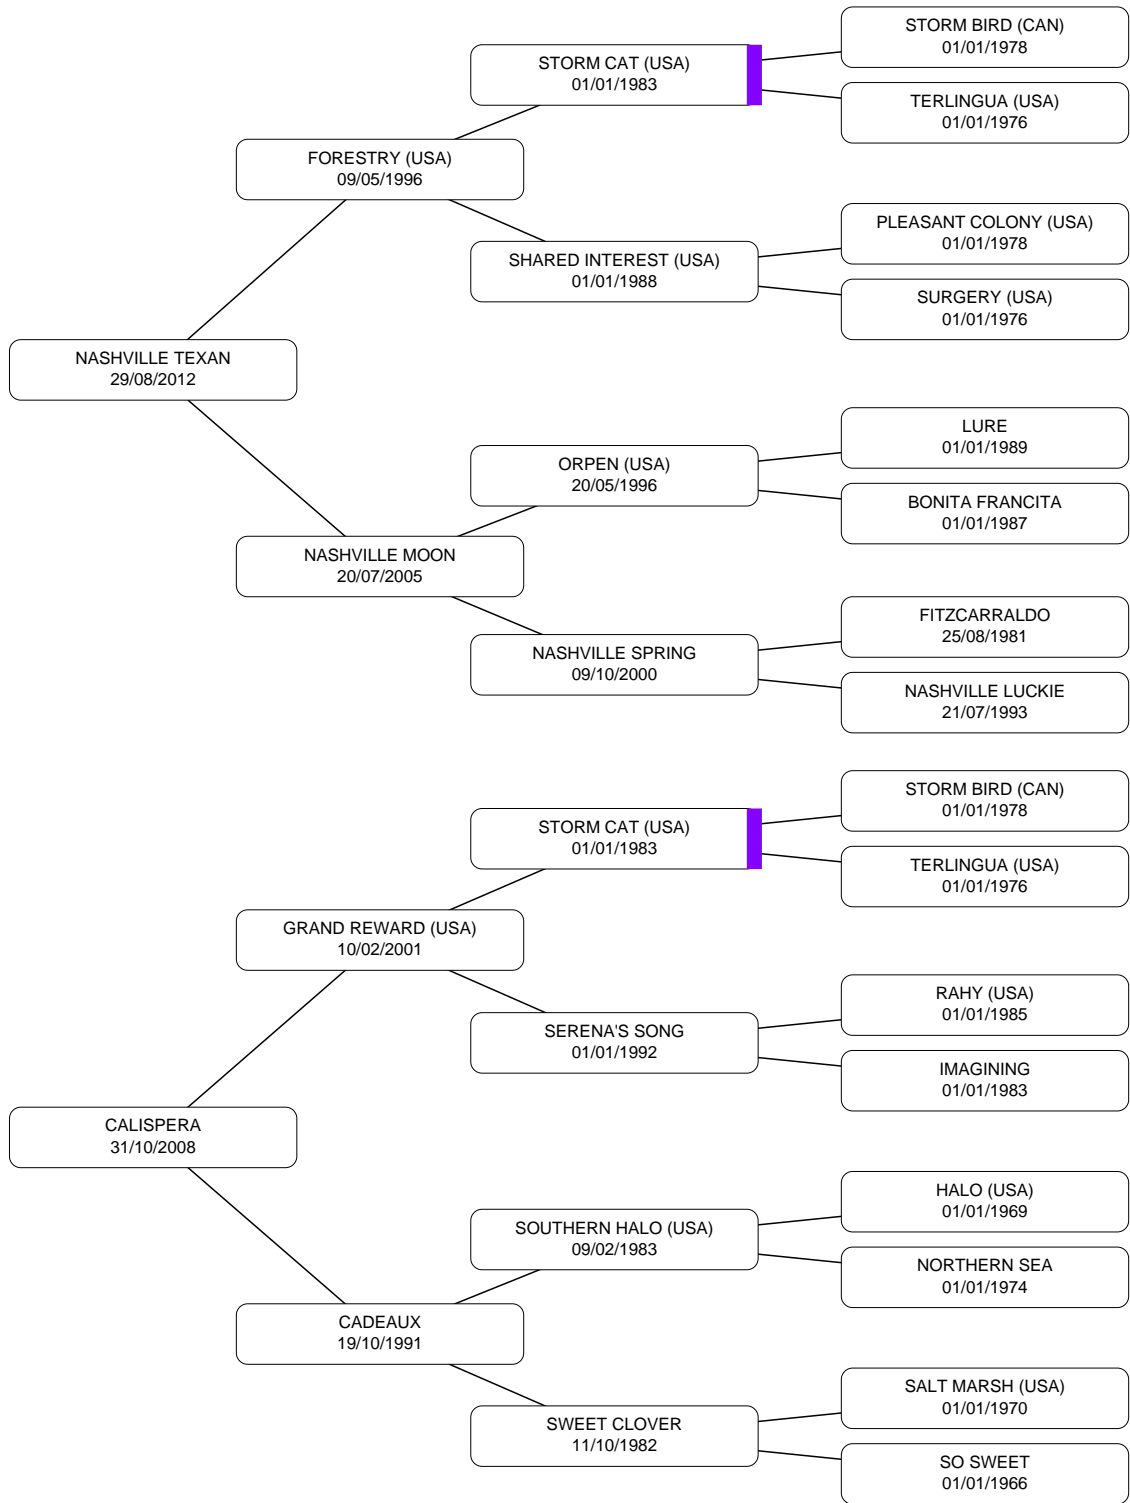 STORM BIRD (CAN)
01/01/1978
STORM CAT (USA)
01/01/1983
TERLINGUA (USA)
01/01/1976
FORESTRY (USA)
09/05/1996
PLEASANT COLONY (USA)
01/01/1978
SHARED INTEREST (USA)
01/01/1988
SURGERY (USA)
01/01/1976
NASHVILLE TEXAN
29/08/2012
LURE
01/01/1989
ORPEN (USA)
20/05/1996
BONITA FRANCITA
01/01/1987
NASHVILLE MOON
20/07/2005
FITZCARRALDO
25/08/1981
NASHVILLE SPRING
09/10/2000
NASHVILLE LUCKIE
21/07/1993
STORM BIRD (CAN)
01/01/1978
STORM CAT (USA)
01/01/1983
TERLINGUA (USA)
01/01/1976
GRAND REWARD (USA)
10/02/2001
RAHY (USA)
01/01/1985
SERENA'S SONG
01/01/1992
IMAGINING
01/01/1983
CALISPERA
31/10/2008
HALO (USA)
01/01/1969
SOUTHERN HALO (USA)
09/02/1983
NORTHERN SEA
01/01/1974
CADEAUX
19/10/1991
SALT MARSH (USA)
01/01/1970
SWEET CLOVER
11/10/1982
SO SWEET
01/01/1966